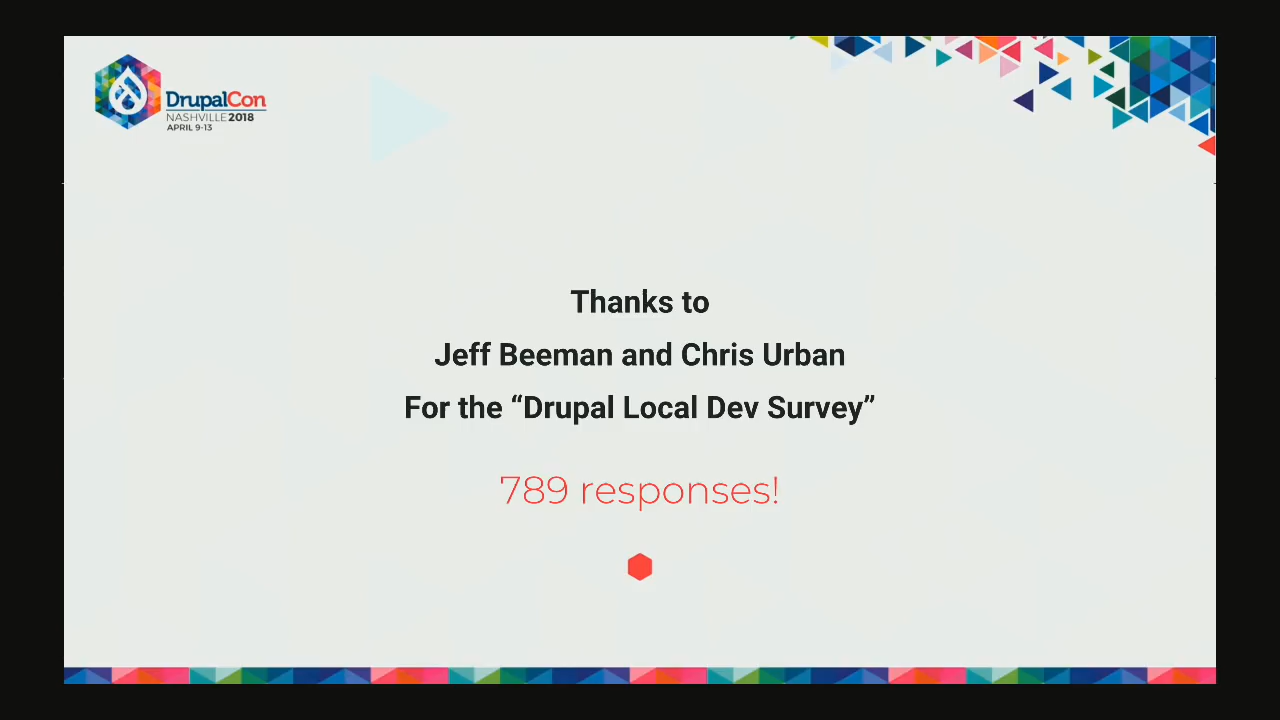 DrupalCon
NASHVILLE 2018
APRIL 9-13
Thanks to
Jeff Beeman and Chris Urban
For the “Drupal Local Dev Survey”
789 responses!